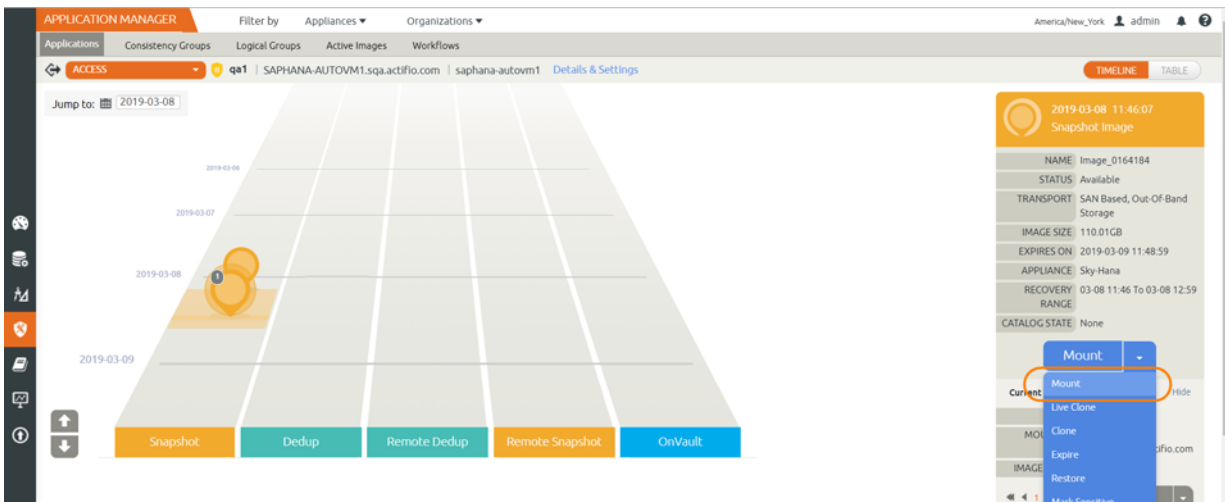 APPLICATION MANAGER Filter by Appliances ▾ Organizations ▾ America/New_York admin
Applications Consistency Groups Logical Groups Active Images Workflows
ACCESS qa1 | SAPHANA-AUTOVM1.sqa.actifio.com | saphana-autovm1 Details & Settings TIMELINE TABLE
Jump to: 2019-03-08
2019-03-07
2019-03-08
1
2019-03-09
Snapshot Dedup Remote Dedup Remote Snapshot OnVault
2019-03-08 11:46:07
Snapshot Image
NAME Image_0164184
STATUS Available
TRANSPORT SAN Based, Out-Of-Band
Storage
IMAGE SIZE 110.01GB
EXPIRES ON 2019-03-09 11:48:59
APPLIANCE Sky-Hana
RECOVERY RANGE 03-08 11:46 To 03-08 12:59
CATALOG STATE None
Mount
Mount
Hide
Live Clone
Clone
Expire
Restore
Mark Sensitive
IMAGE
1